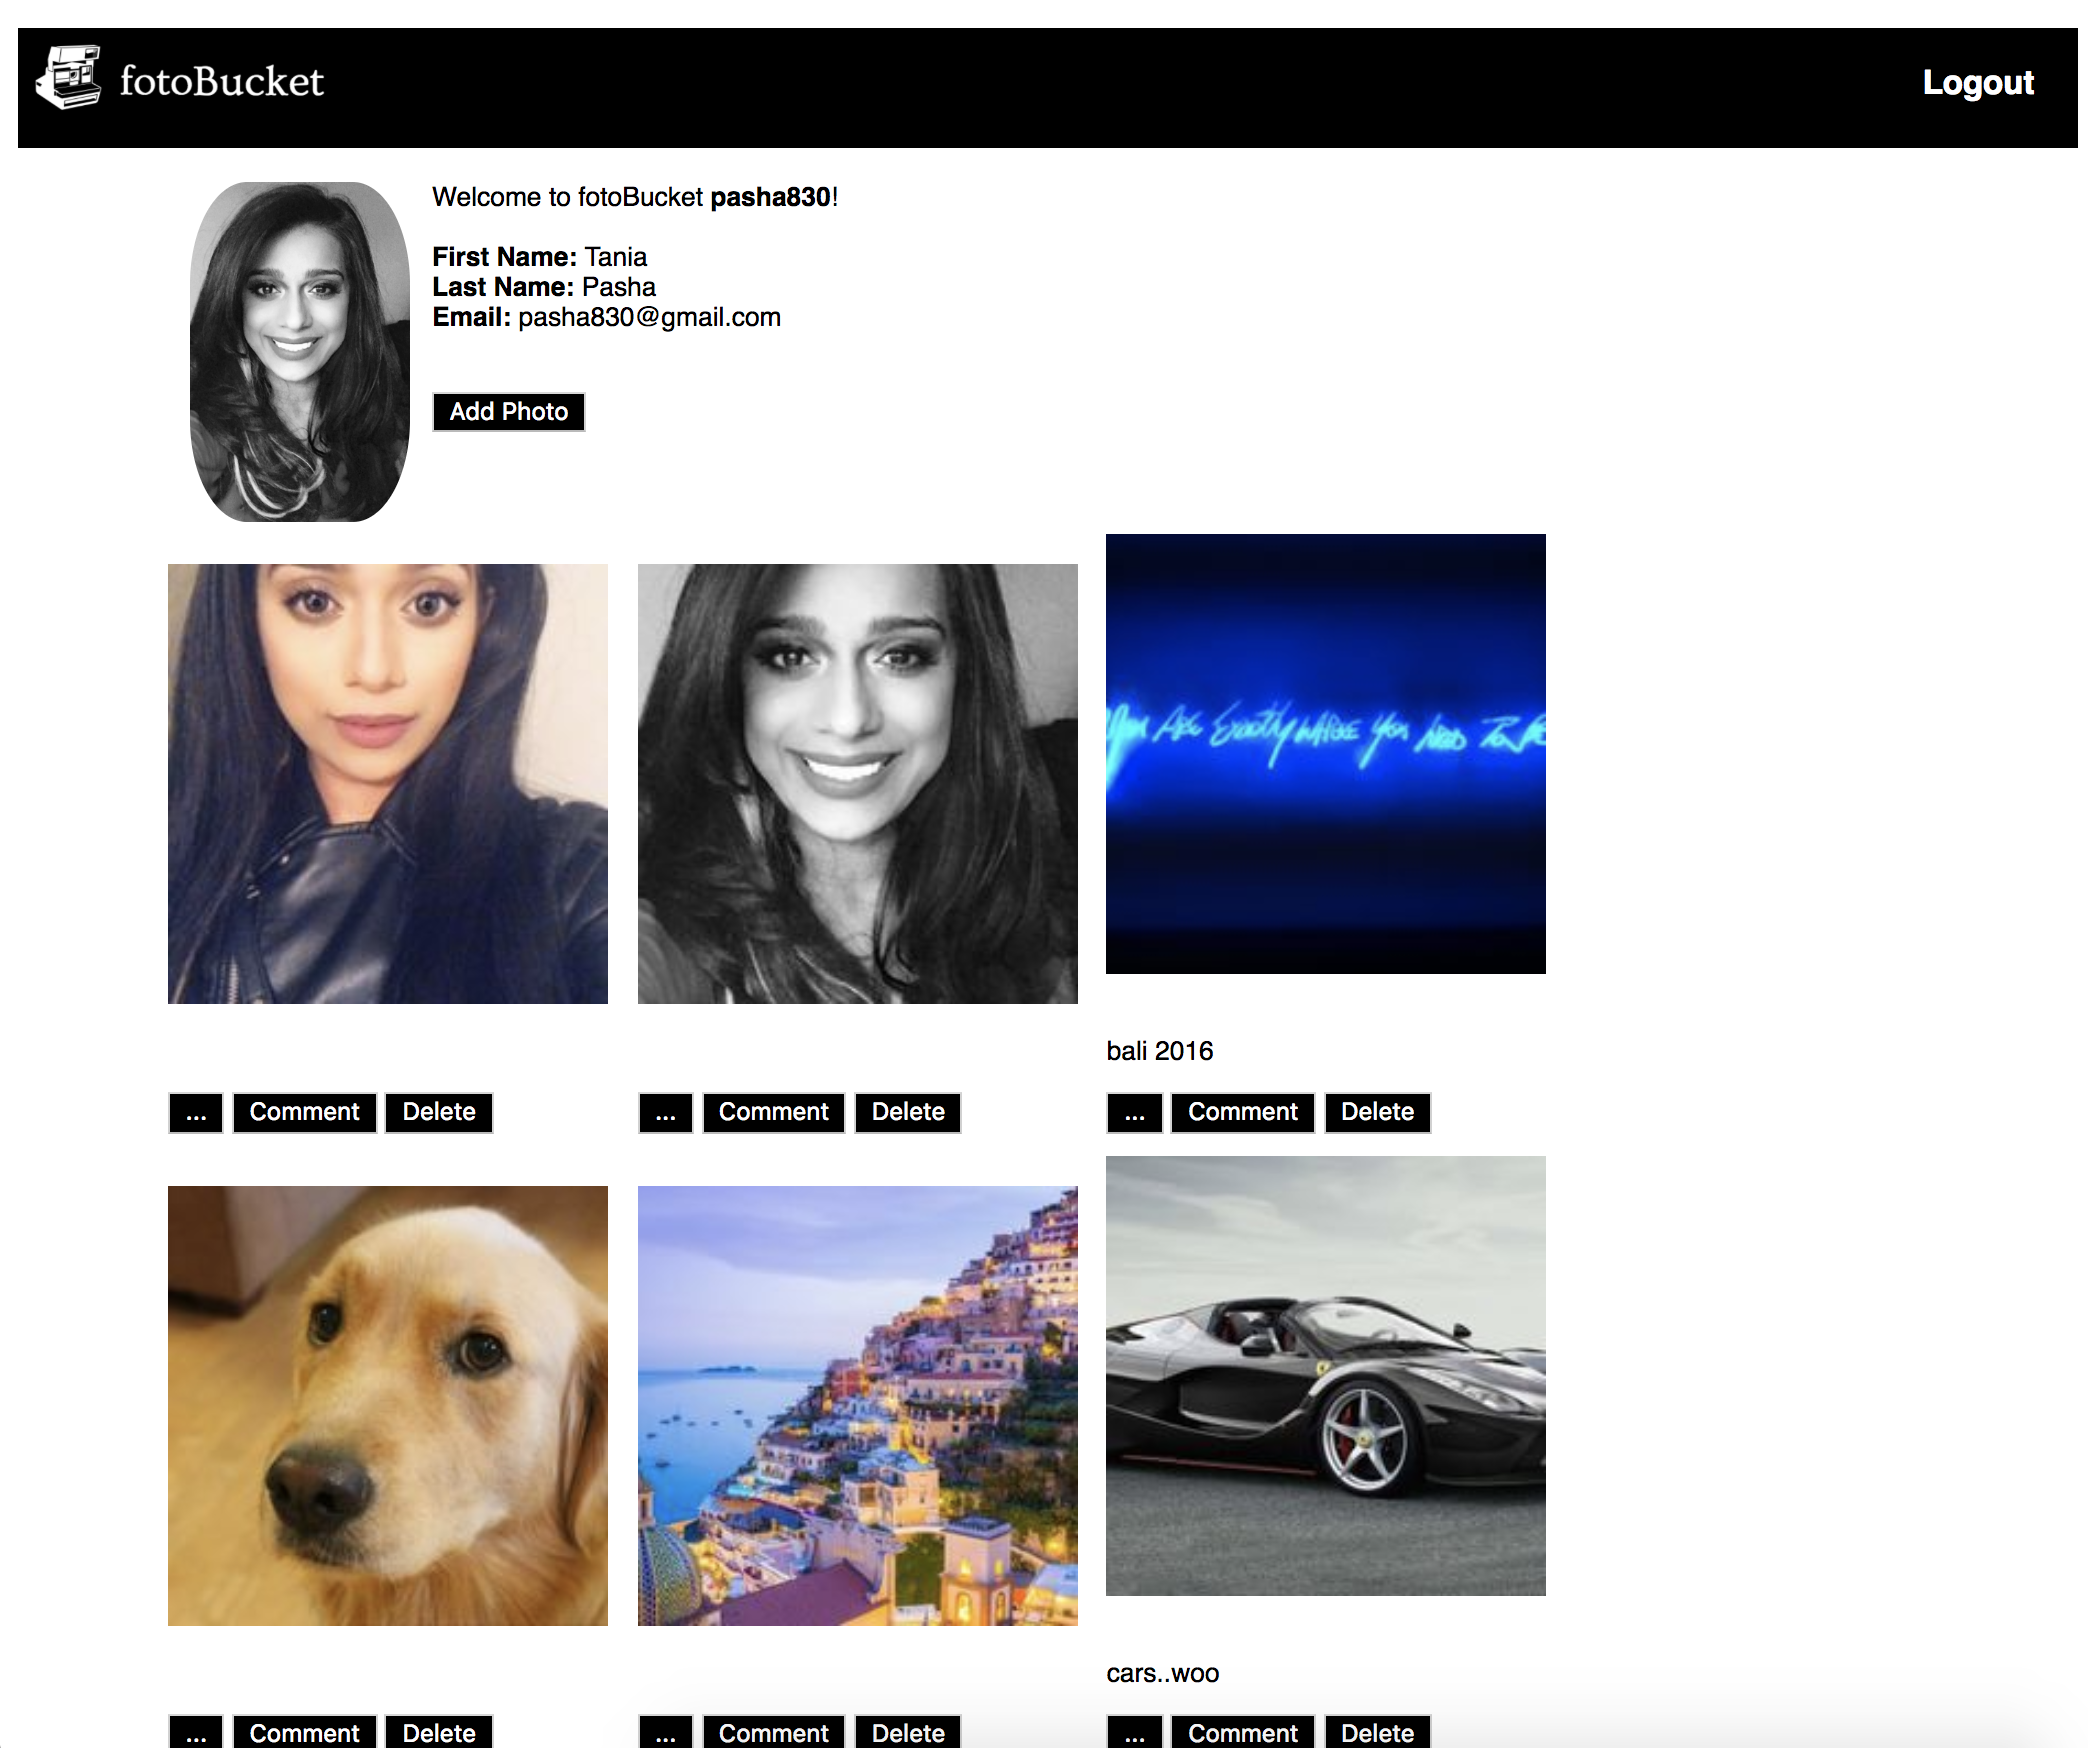 fotoBucket
Logout
Welcome to fotoBucket pasha830!
First Name: Tania
Last Name: Pasha
Email: pasha830@gmail.com
Add Photo
You Are Exactly where You Need To
bali 2016
... Comment Delete
... Comment Delete
... Comment Delete
cars..woo
... Comment Delete
... Comment Delete
... Comment Delete